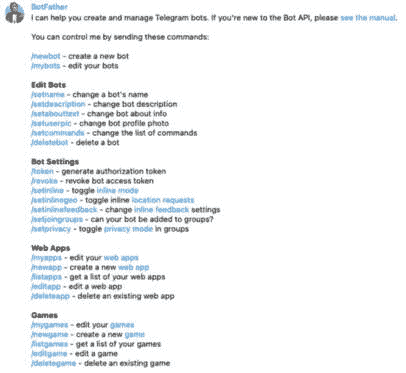 BotFather
I can help you create and manage Telegram bots. If you're new to the Bot API, please see the manual.
You can control me by sending these commands:
/newbot - create a new bot
/mybots - edit your bots
Edit Bots
/setname - change a bot's name
/setdescription - change bot description
/setabouttext - change bot about info
/setuserpic - change bot profile photo
/setcommands - change the list of commands
/deletebot - delete a bot
Bot Settings
/token - generate authorization token
/revoke - revoke bot access token
/setinline - toggle inline mode
/setinlinegeo - toggle inline location requests
/setinlinefeedback - change inline feedback settings
/setjoingroups - can your bot be added to groups?
/setprivacy - toggle privacy mode in groups
Web Apps
/myapps - edit your web apps
/newapp - create a new web app
/listapps - get a list of your web apps
/editapp - edit a web app
/deleteapp - delete an existing web app
Games
/mygames - edit your games
/newgame - create a new game
/listgames - get a list of your games
/editgame - edit a game
/deletegame - delete an existing game